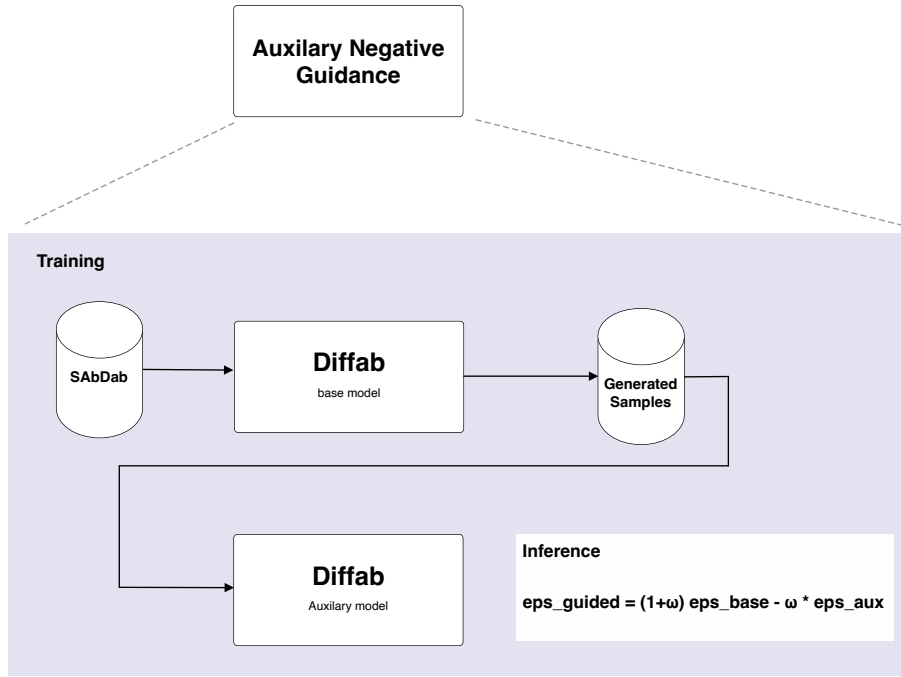 Auxilary Negative
Guidance
Training
SAbDab
Diffab
base model
Generated
Samples
Diffab
Auxilary model
Inference
eps_guided = (1+ω) eps_base - ω * eps_aux